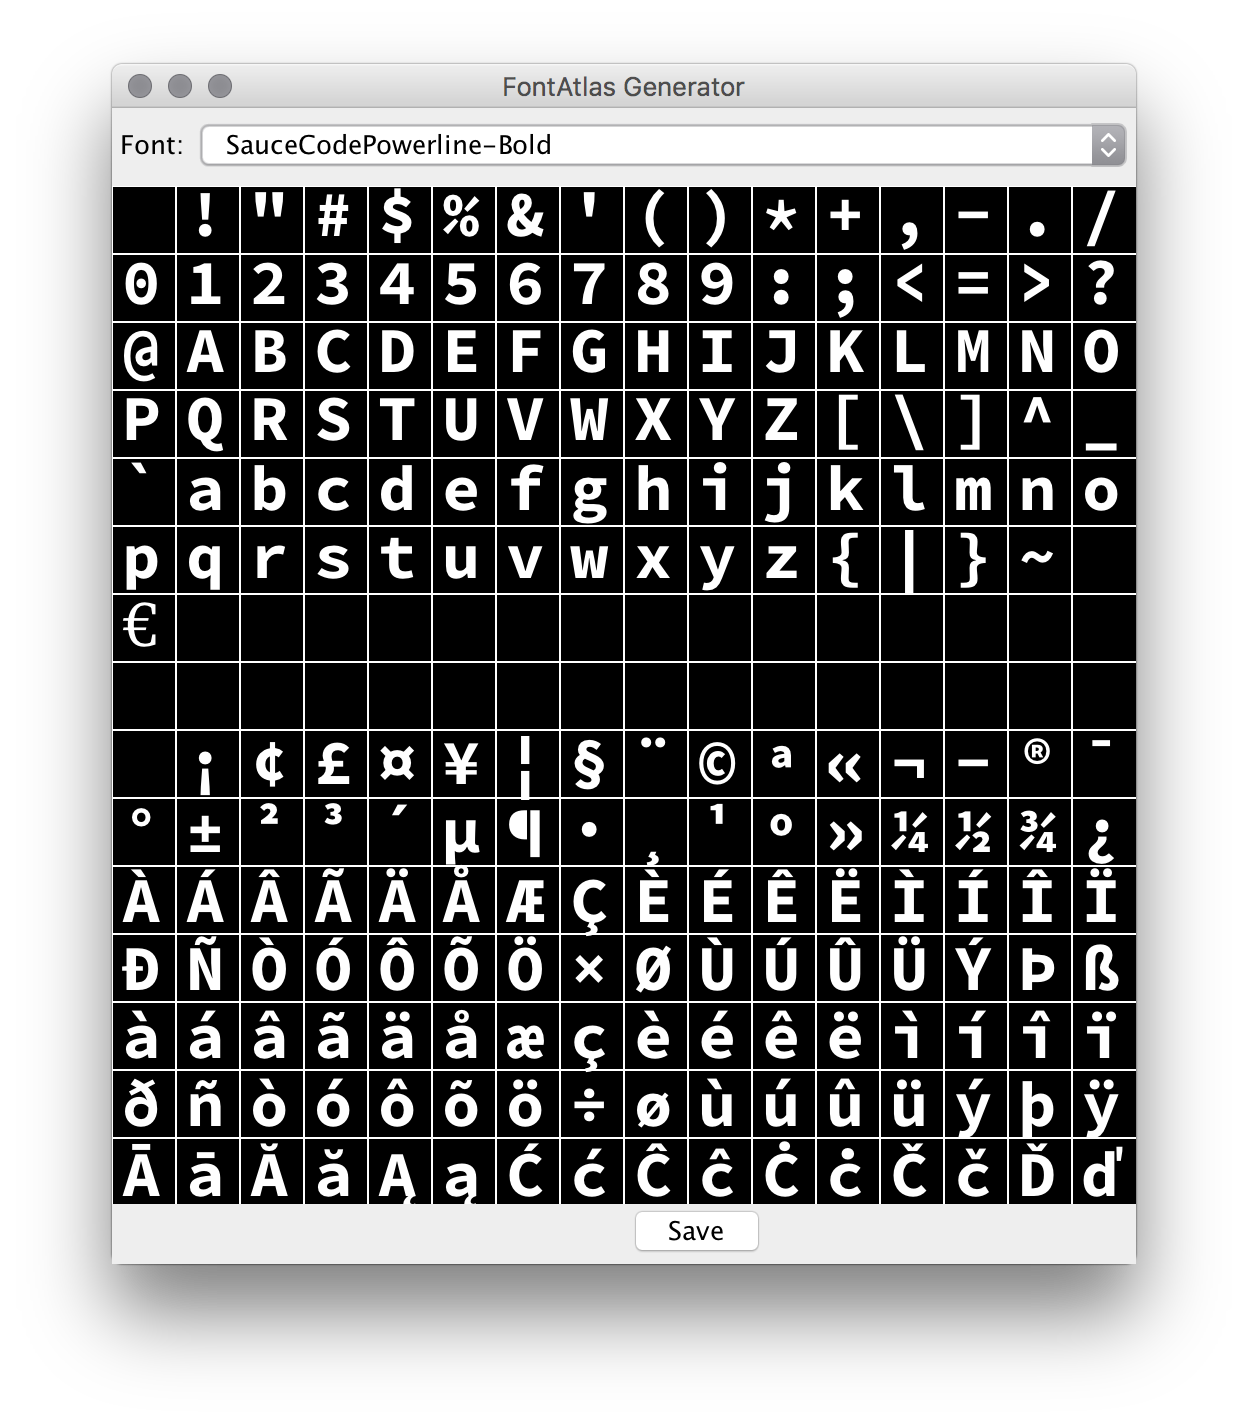 FontAtlas Generator
Font: SauceCodePowerline-Bold
! " # $ % & ' ( ) * + , - . /
0 1 2 3 4 5 6 7 8 9 : ; < = > ?
@ A B C D E F G H I J K L M N O
P Q R S T U V W X Y Z [ \ ] ^ _
` a b c d e f g h i j k l m n o
p q r s t u v w x y z { | } ~
€
¡ ¢ £ ¤ ¥ ¦ § ¨ © ª « ¬ - ® ¯
° ± ² ³ ´ µ ¶ · ¸ ¹ º » ¼ ½ ¾ ¿
À Á Â Ã Ä Å Æ Ç È É Ê Ë Ì Í Î Ï
Ð Ñ Ò Ó Ô Õ Ö × Ø Ù Ú Û Ü Ý Þ ß
à á â ã ä å æ ç è é ê ë ì í î ï
ð ñ ò ó ô õ ö ÷ ø ù ú û ü ý þ ÿ
Ā ā Ă ă Ą ą Ć ć Ĉ ĉ Ċ ċ Č č Ď ď
Save